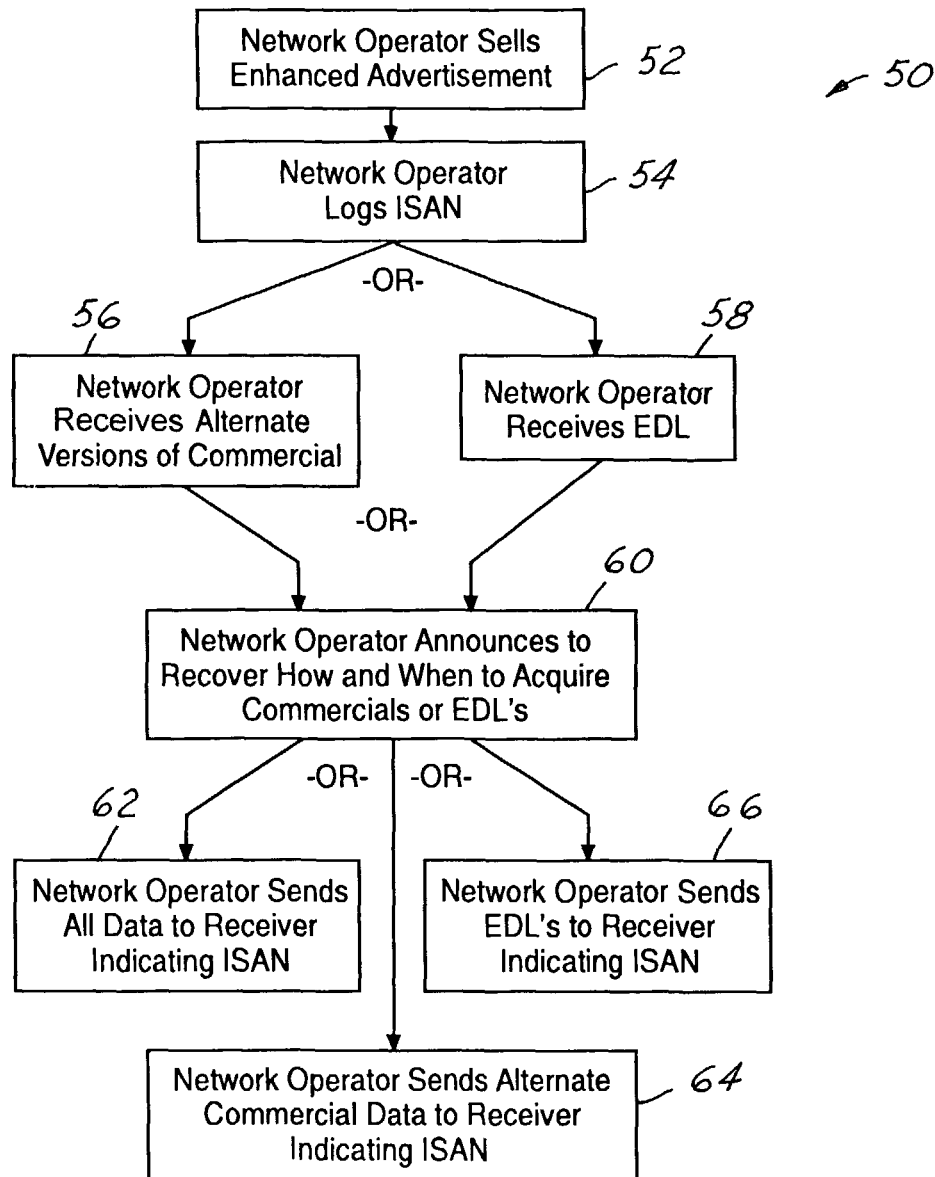 Network Operator Sells
Enhanced Advertisement
52
50
Network Operator
Logs ISAN
54
-OR-
56
58
Network Operator
Receives Alternate
Versions of Commercial
Network Operator
Receives EDL
-OR-
60
Network Operator Announces to
Recover How and When to Acquire
Commercials or EDL's
-OR- -OR-
62
66
Network Operator Sends
All Data to Receiver
Indicating ISAN
Network Operator Sends
EDL's to Receiver
Indicating ISAN
Network Operator Sends Alternate
Commercial Data to Receiver
Indicating ISAN
64